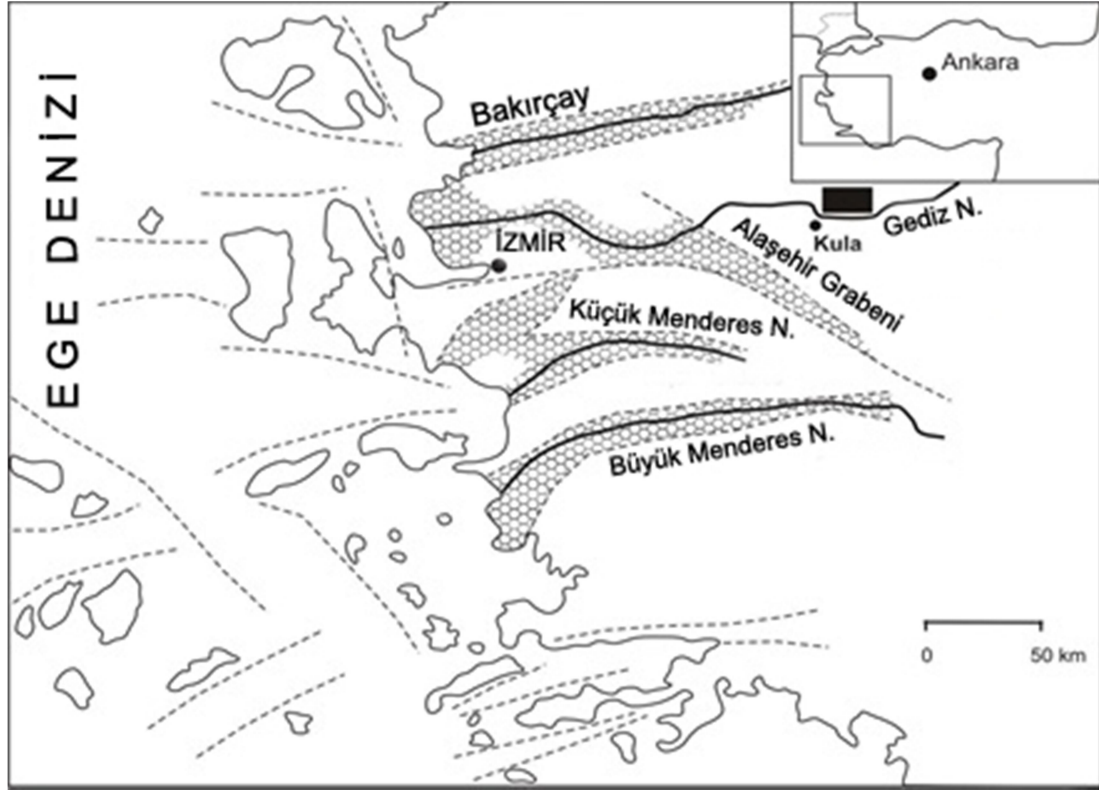 EGE DENİZİ
Ankara
Bakırçay
Gediz N.
Kula
İZMİR
Alaşehir Grabeni
Küçük Menderes N.
Büyük Menderes N.
0 50 km